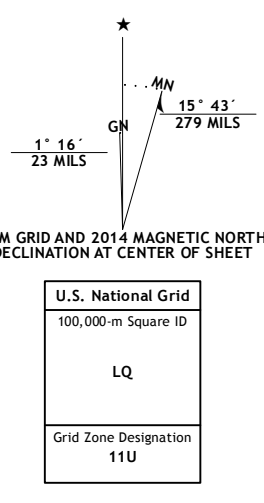 ★
MN
15° 43´
279 MILS
GN
1° 16´
23 MILS
M GRID AND 2014 MAGNETIC NORTH
DECLINATION AT CENTER OF SHEET
U.S. National Grid
100,000-m Square ID
LQ
Grid Zone Designation
11U